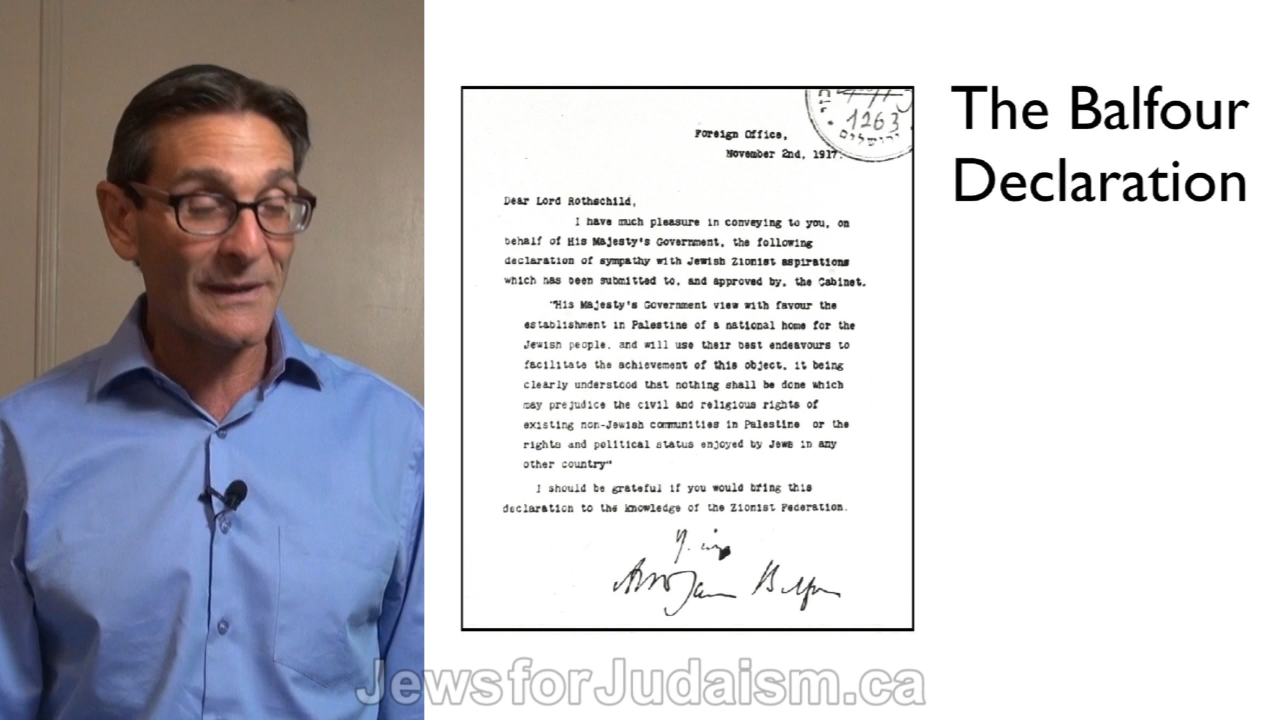 The Balfour
Declaration
1263
ירושלים
Foreign Office,
November 2nd, 1917.
Dear Lord Rothschild,
I have much pleasure in conveying to you, on
behalf of His Majesty's Government, the following
declaration of sympathy with Jewish Zionist aspirations
which has been submitted to, and approved by, the Cabinet.
"His Majesty's Government view with favour the
establishment in Palestine of a national home for the
Jewish people, and will use their best endeavours to
facilitate the achievement of this object, it being
clearly understood that nothing shall be done which
may prejudice the civil and religious rights of
existing non-Jewish communities in Palestine or the
rights and political status enjoyed by Jews in any
other country"
I should be grateful if you would bring this
declaration to the knowledge of the Zionist Federation.
Arthur James Balfour
JewsforJudaism.ca